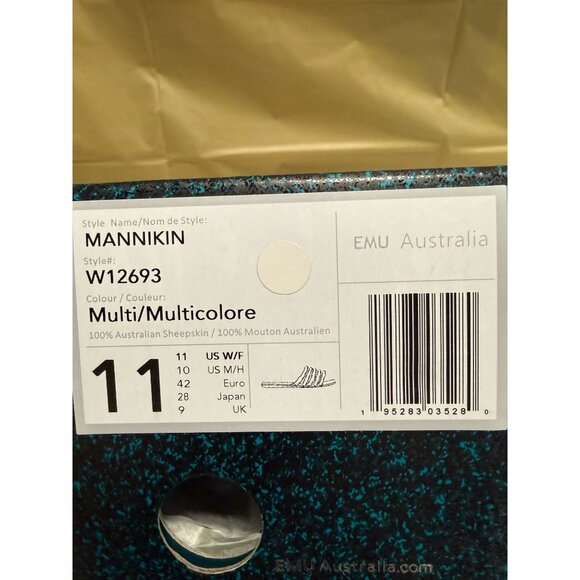 Style Name/Nom de Style:
MANNIKIN
Style#:
W12693
Colour / Couleur:
Multi/Multicolore
100% Australian Sheepskin / 100% Mouton Australien
11
11 US W/F
10 US M/H
42 Euro
28 Japan
9 UK
EMU Australia
1 95283 03528 0
EMU Australia.com